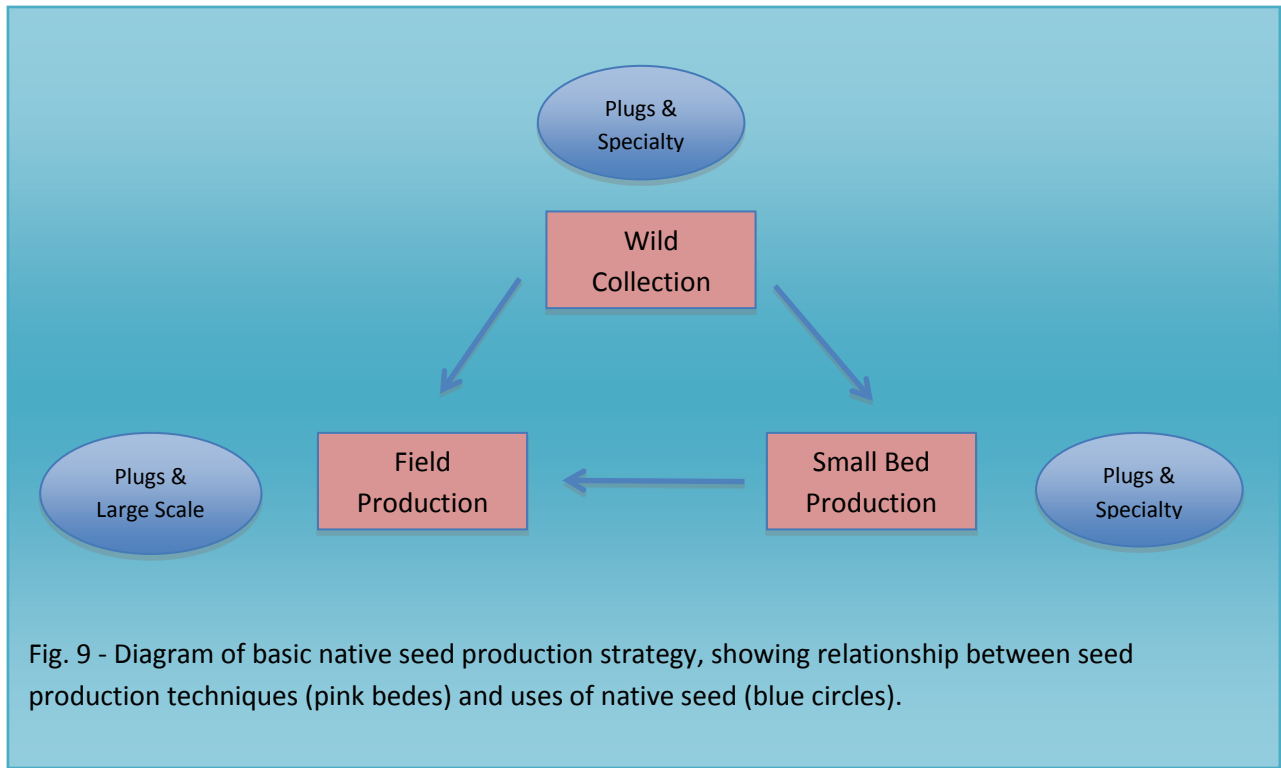 Plugs &
Specialty
Wild
Collection
Plugs &
Large Scale
Field
Production
Small Bed
Production
Plugs &
Specialty
Fig. 9 - Diagram of basic native seed production strategy, showing relationship between seed
production techniques (pink bedes) and uses of native seed (blue circles).